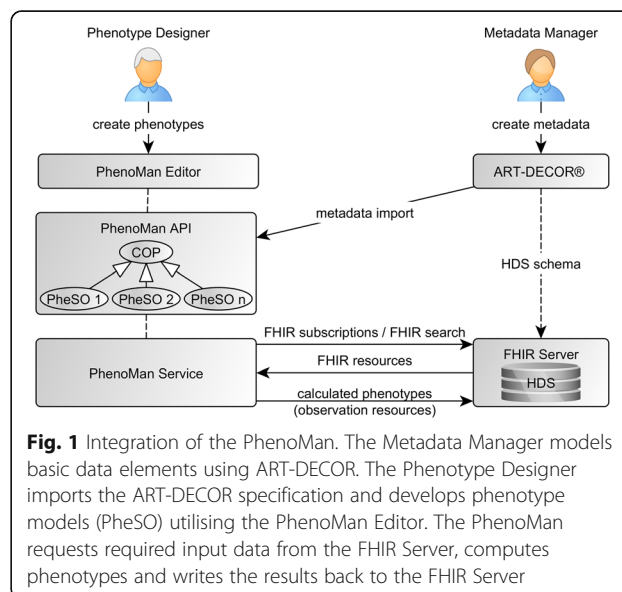 Phenotype Designer
Metadata Manager
create phenotypes
create metadata
PhenoMan Editor
ART-DECOR®
metadata import
PhenoMan API
COP
PheSO 1
PheSO 2
PheSO n
HDS schema
FHIR subscriptions / FHIR search
FHIR resources
PhenoMan Service
calculated phenotypes
(observation resources)
FHIR Server
HDS
Fig. 1 Integration of the PhenoMan. The Metadata Manager models
basic data elements using ART-DECOR. The Phenotype Designer
imports the ART-DECOR specification and develops phenotype
models (PheSO) utilising the PhenoMan Editor. The PhenoMan
requests required input data from the FHIR Server, computes
phenotypes and writes the results back to the FHIR Server